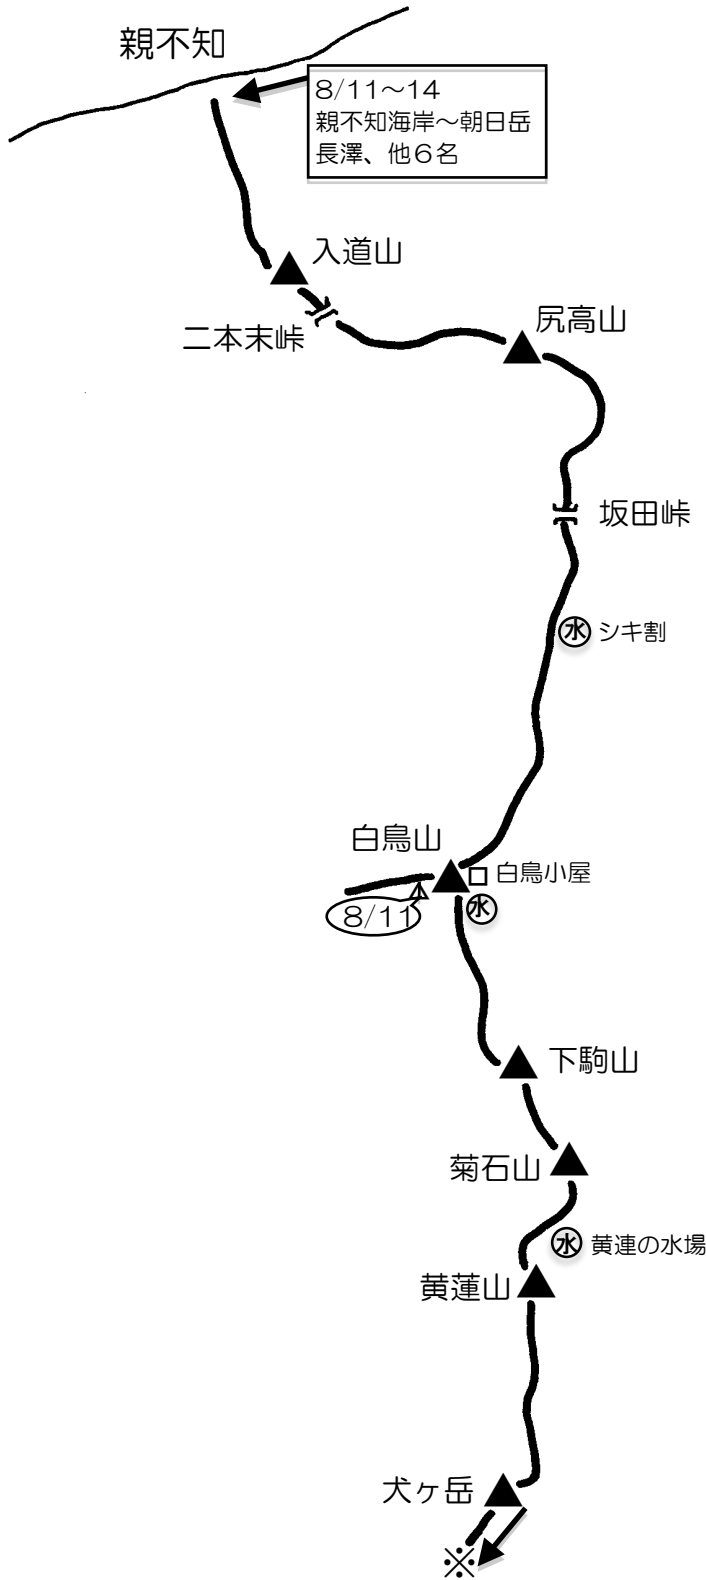 親不知
8/11～14
親不知海岸～朝日岳
長澤、他６名
入道山
二本末峠
尻高山
坂田峠
水 シキ割
白鳥山
白鳥小屋
8/11
水
下駒山
菊石山
水 黄連の水場
黄蓮山
犬ヶ岳
※